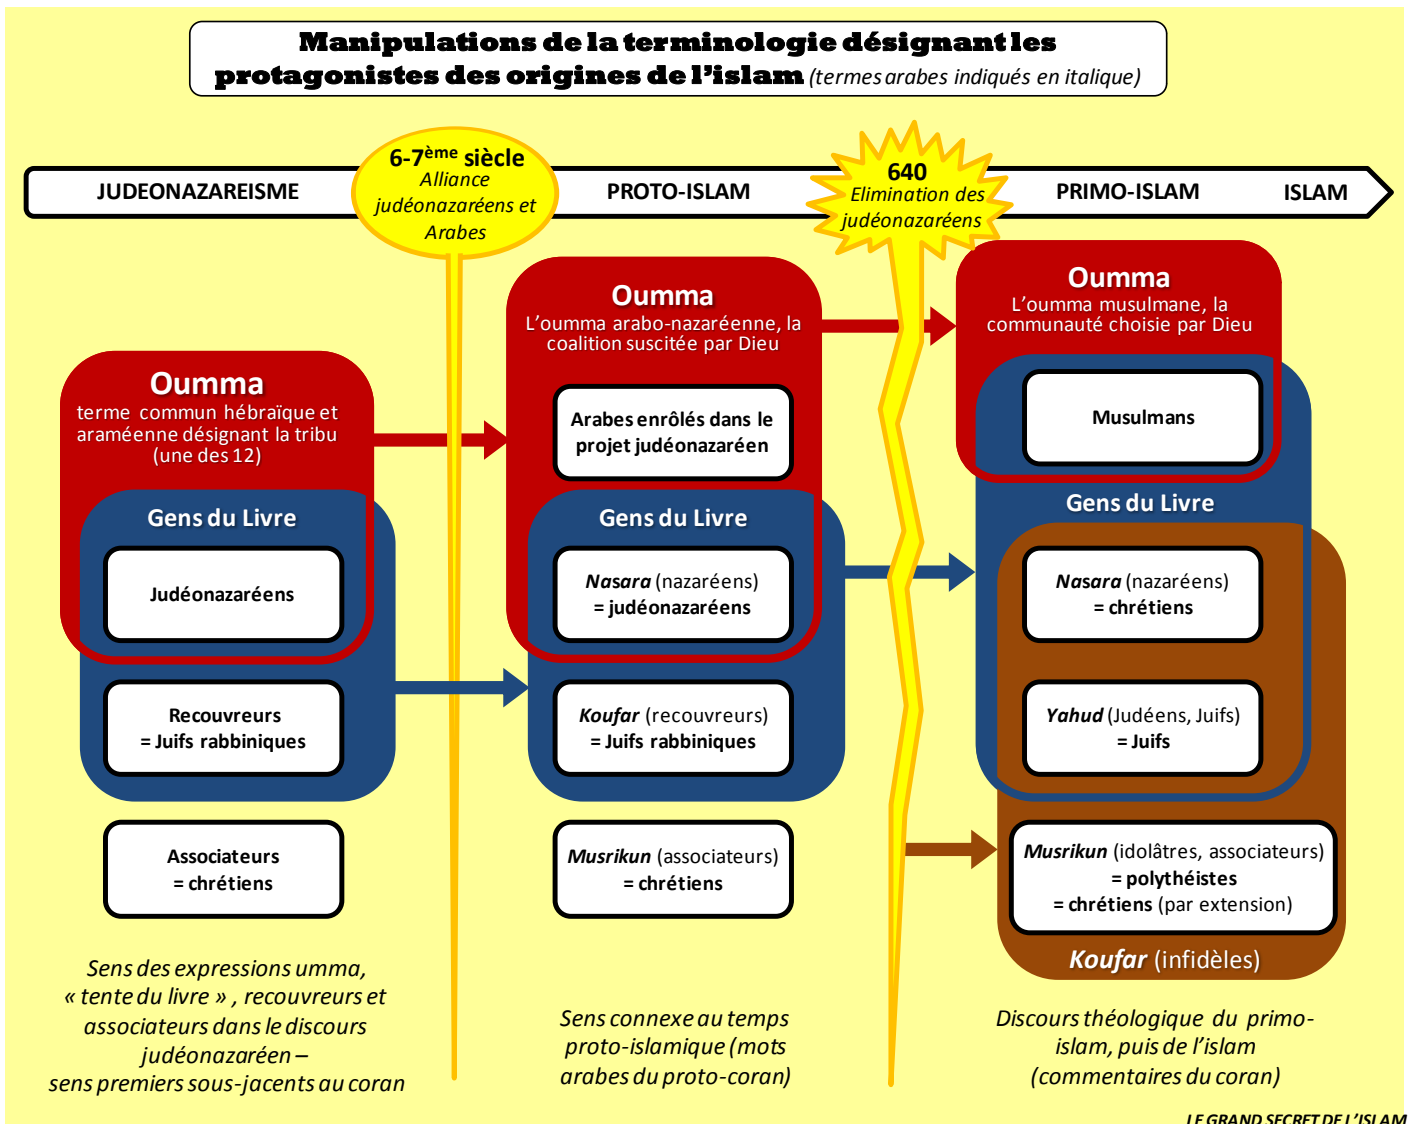 Manipulations de la terminologie désignant les
protagonistes des origines de l'islam (termes arabes indiqués en italique)
JUDEONAZAREISME
6-7ème siècle
Alliance
judéonazaréens et
Arabes
PROTO-ISLAM
640
Elimination des
judéonazaréens
PRIMO-ISLAM
ISLAM
Oumma
terme commun hébraïque et
araméenne désignant la tribu
(une des 12)
Gens du Livre
Judéonazaréens
Recouvreurs
= Juifs rabbiniques
Associateurs
= chrétiens
Sens des expressions umma,
« tente du livre » , recouvreurs et
associateurs dans le discours
judéonazaréen –
sens premiers sous-jacents au coran
Oumma
L'oumma arabo-nazaréenne, la
coalition suscitée par Dieu
Arabes enrôlés dans le
projet judéonazaréen
Gens du Livre
Nasara (nazaréens)
= judéonazaréens
Koufar (recouvreurs)
= Juifs rabbiniques
Musrikun (associateurs)
= chrétiens
Sens connexe au temps
proto-islamique (mots
arabes du proto-coran)
Oumma
L'oumma musulmane, la
communauté choisie par Dieu
Musulmans
Gens du Livre
Nasara (nazaréens)
= chrétiens
Yahud (Judéens, Juifs)
= Juifs
Musrikun (idolâtres, associateurs)
= polythéistes
= chrétiens (par extension)
Koufar (infidèles)
Discours théologique du primo-
islam, puis de l'islam
(commentaires du coran)
LE GRAND SECRET DE L'ISLAM